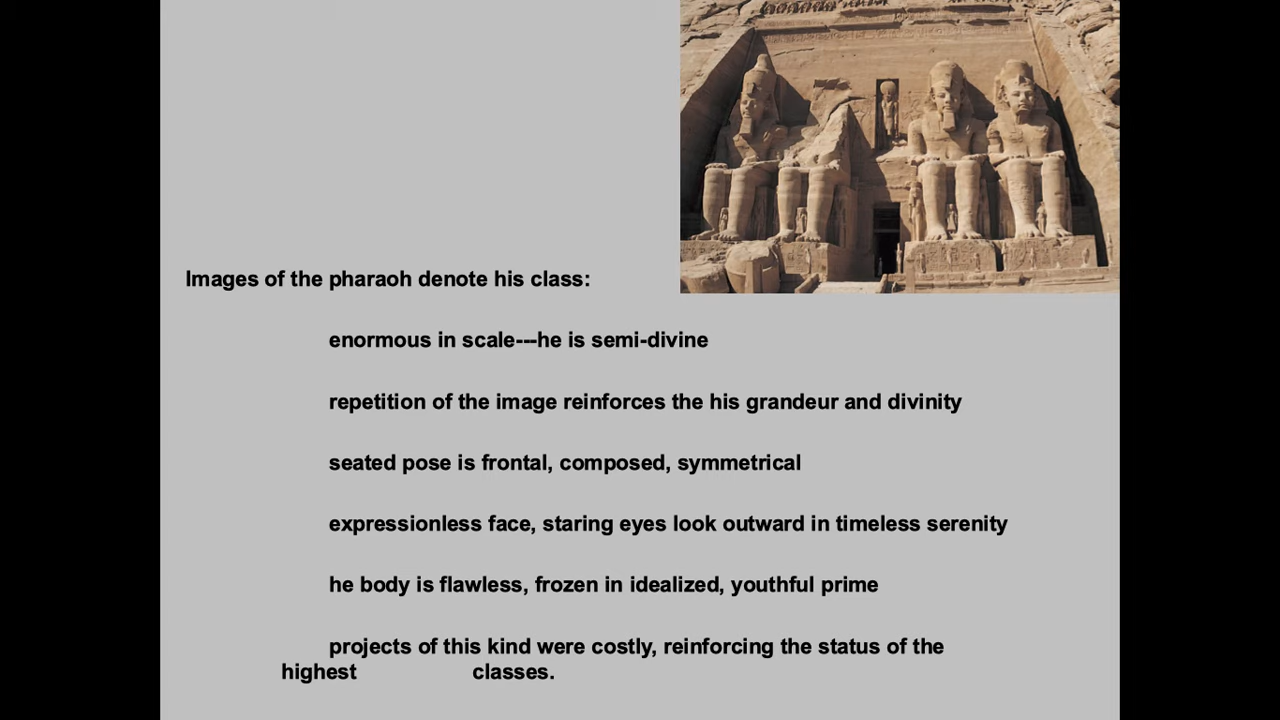 Images of the pharaoh denote his class:
enormous in scale---he is semi-divine
repetition of the image reinforces the his grandeur and divinity
seated pose is frontal, composed, symmetrical
expressionless face, staring eyes look outward in timeless serenity
he body is flawless, frozen in idealized, youthful prime
projects of this kind were costly, reinforcing the status of the
highest classes.